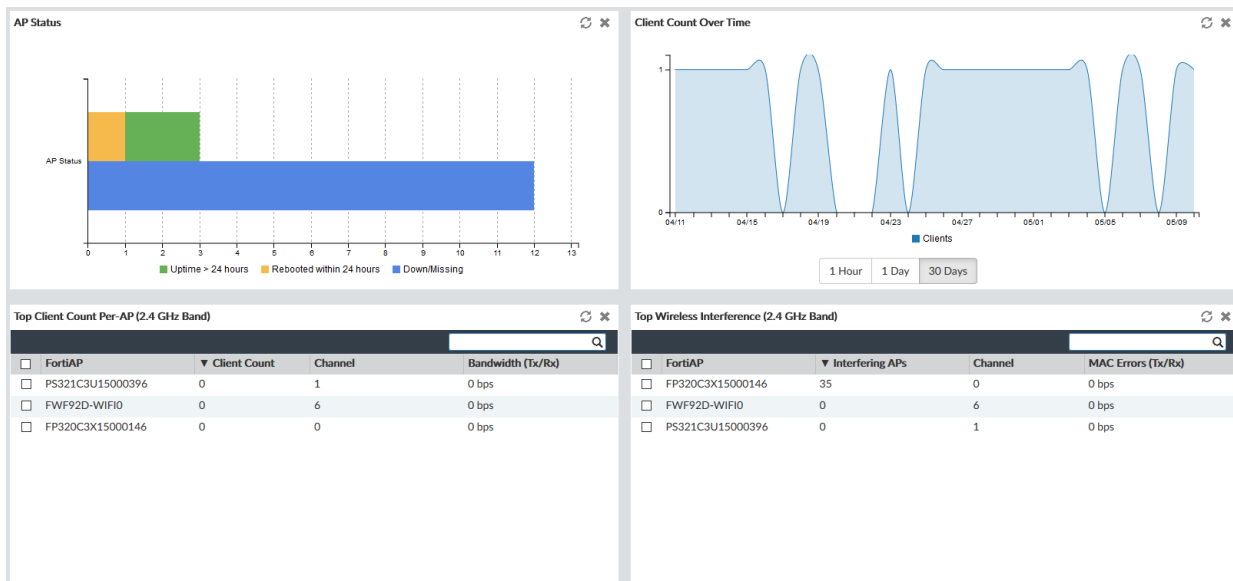 AP Status
AP Status
0 1 2 3 4 5 6 7 8 9 10 11 12 13
Uptime > 24 hours Rebooted within 24 hours Down/Missing
Client Count Over Time
1
0
04/11 04/15 04/19 04/23 04/27 05/01 05/05 05/09
Clients
1 Hour 1 Day 30 Days
Top Client Count Per-AP (2.4 GHz Band)
FortiAP ▼ Client Count Channel Bandwidth (Tx/Rx)
PS321C3U15000396 0 1 0 bps
FWF92D-WIFI0 0 6 0 bps
FP320C3X15000146 0 0 0 bps
Top Wireless Interference (2.4 GHz Band)
FortiAP ▼ Interfering APs Channel MAC Errors (Tx/Rx)
FP320C3X15000146 35 0 0 bps
FWF92D-WIFI0 0 6 0 bps
PS321C3U15000396 0 1 0 bps